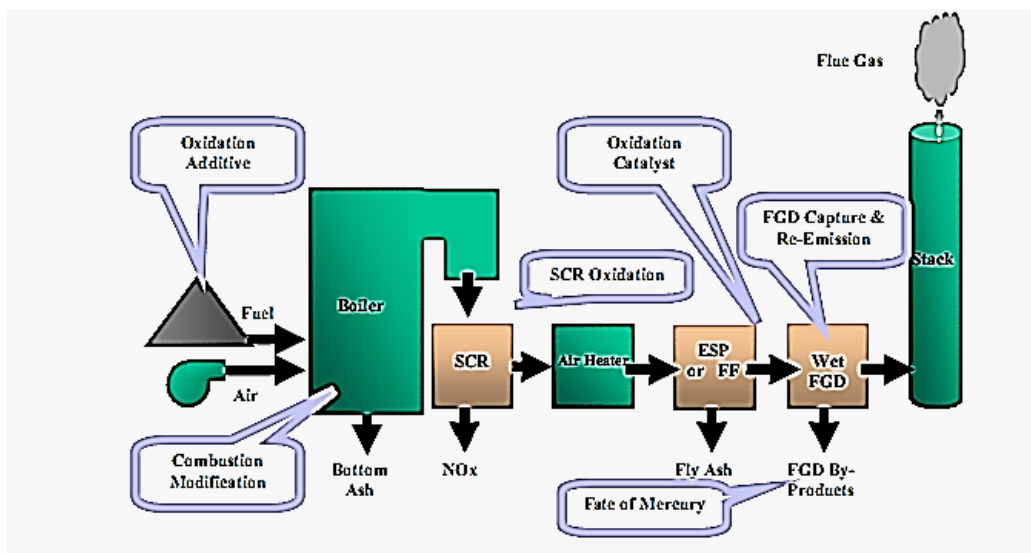 Flue Gas
Oxidation
Additive
Oxidation
Catalyst
FGD Capture &
Re-Emission
Stack
SCR Oxidation
Fuel
Boiler
SCR
Air Heater
ESP
or FF
Wet
FGD
Air
Combustion
Modification
Bottom
Ash
NOx
Fly Ash
FGD By-
Products
Fate of Mercury